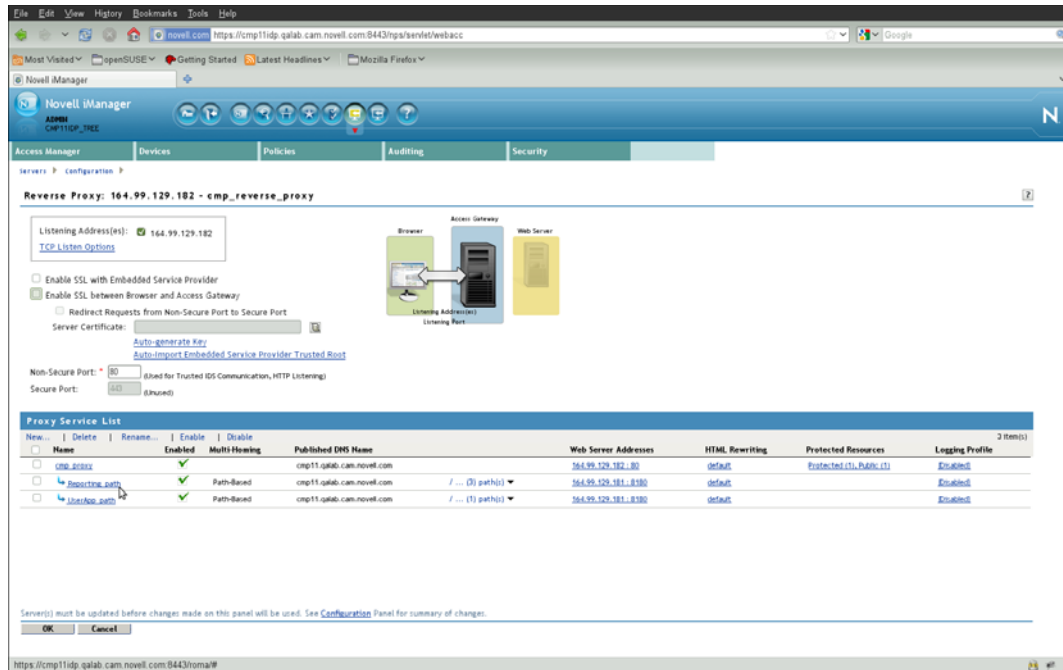 File Edit View History Bookmarks Tools Help
novell.com https://cmp11idp.qalab.cam.novell.com:8443/nps/servlet/webacc
Google
Most Visited openSUSE Getting Started Latest Headlines Mozilla Firefox
Novell iManager
Novell iManager
ADMIN
CMP11IDP_TREE
N
Access Manager Devices Policies Auditing Security
Servers Configuration
Reverse Proxy: 164.99.129.182 - cmp_reverse_proxy
?
Listening Address(es): 164.99.129.182
TCP Listen Options
Access Gateway
Browser
Web Server
Listening Address(es)
Listening Port
Enable SSL with Embedded Service Provider
Enable SSL between Browser and Access Gateway
Redirect Requests from Non-Secure Port to Secure Port
Server Certificate:
Auto-generate Key
Auto-Import Embedded Service Provider Trusted Root
Non-Secure Port: * 80 (Used for Trusted IDS Communication, HTTP Listening)
Secure Port: 443 (Unused)
Proxy Service List
New... | Delete | Rename... | Enable | Disable 3 Item(s)
Name Enabled Multi-Homing Published DNS Name Web Server Addresses HTML Rewriting Protected Resources Logging Profile
cmp_proxy cmp11.qalab.cam.novell.com 164.99.129.182 : 80 default Protected (1), Public (1) [Disabled]
Reporting_path Path-Based cmp11.qalab.cam.novell.com / ... (3) path(s) 164.99.129.181 : 8180 default [Disabled]
UserApp_path Path-Based cmp11.qalab.cam.novell.com / ... (1) path(s) 164.99.129.181 : 8180 default [Disabled]
Server(s) must be updated before changes made on this panel will be used. See Configuration Panel for summary of changes.
OK Cancel
https://cmp11idp.qalab.cam.novell.com:8443/roma/#